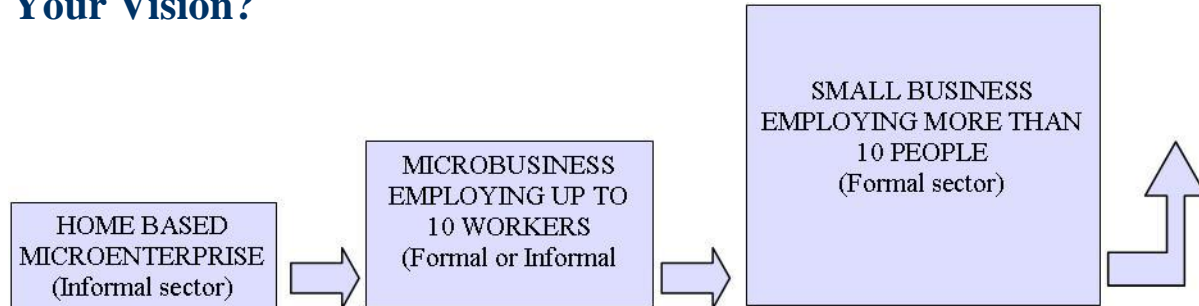 Your Vision?
SMALL BUSINESS
EMPLOYING MORE THAN
10 PEOPLE
(Formal sector)
MICROBUSINESS
EMPLOYING UP TO
10 WORKERS
(Formal or Informal
HOME BASED
MICROENTERPRISE
(Informal sector)